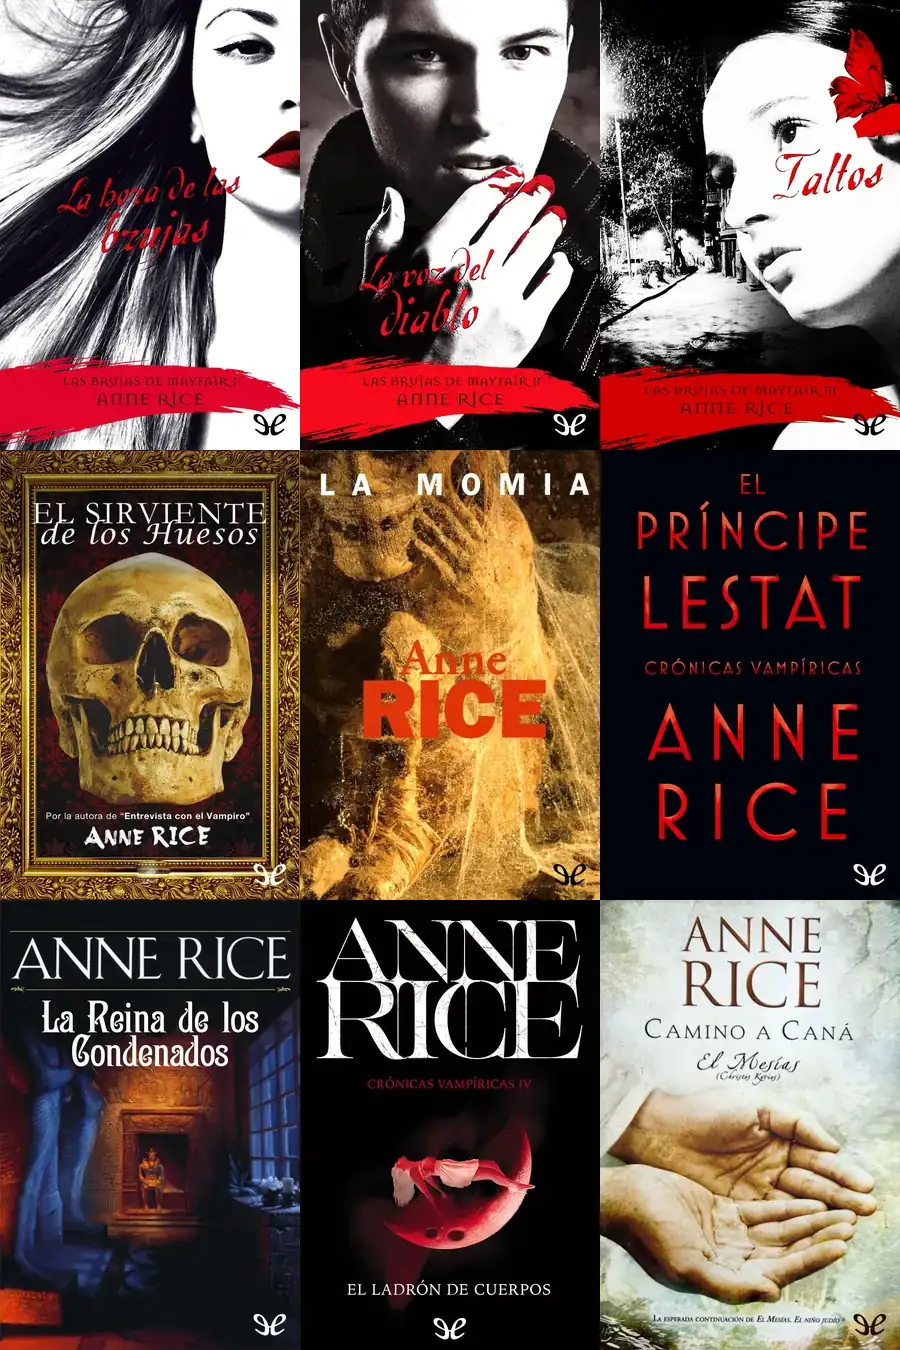 La hora de las
brujas
LAS BRUJAS DE MAYFAIR I
ANNE RICE
La voz del
diablo
LAS BRUJAS DE MAYFAIR II
ANNE RICE
Taltos
LAS BRUJAS DE MAYFAIR III
ANNE RICE
EL SIRVIENTE
de los Huesos
Por la autora de "Entrevista con el Vampiro"
ANNE RICE
LA MOMIA
Anne
RICE
EL
PRÍNCIPE
LESTAT
CRÓNICAS VAMPÍRICAS
ANNE
RICE
ANNE RICE
La Reina de los
Condenados
ANNE
RICE
CRÓNICAS VAMPÍRICAS IV
EL LADRÓN DE CUERPOS
ANNE
RICE
CAMINO A CANÁ
El Mesías
(Christus Kyrios)
LA ESPERADA CONTINUACIÓN DE EL MESÍAS. EL NIÑO JUDÍO